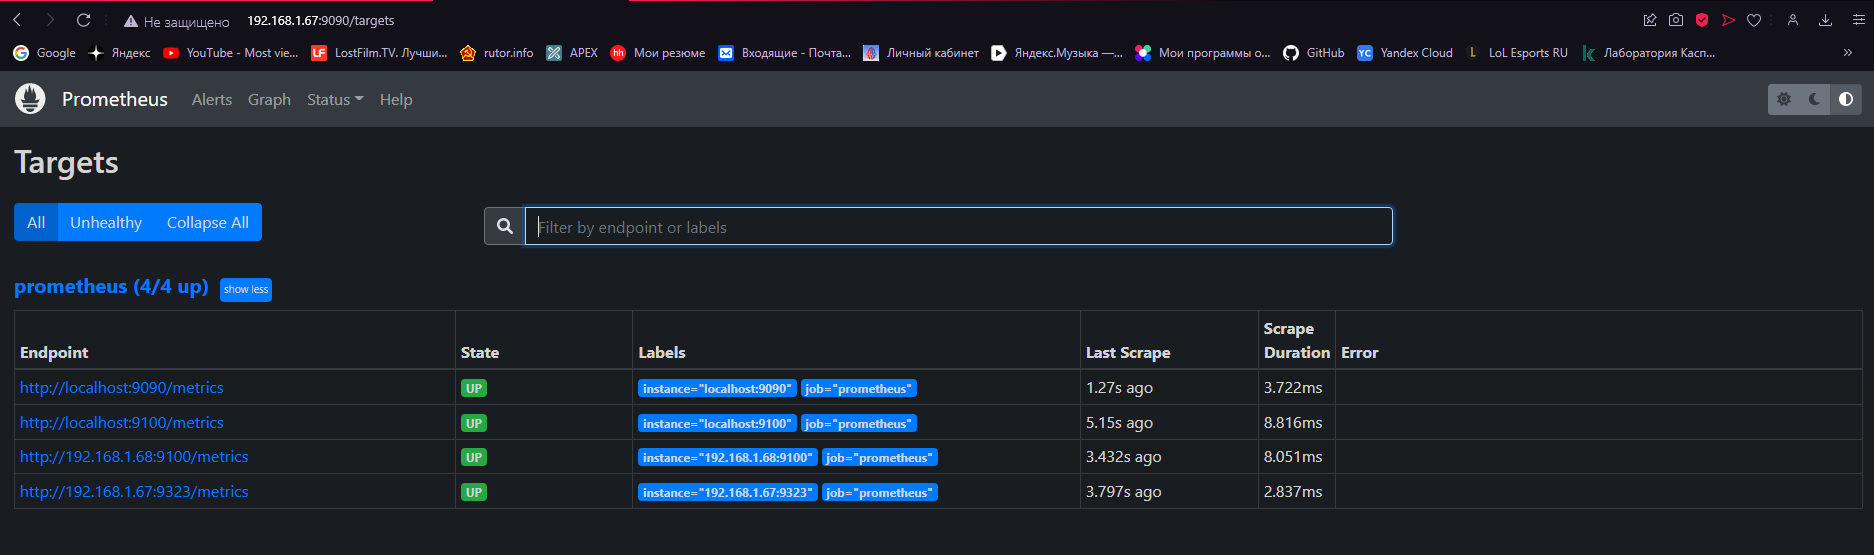 Не защищено 192.168.1.67:9090/targets
Google Яндекс YouTube - Most vie... LostFilm.TV. Лучши... rutor.info APEX Мои резюме Входящие - Почта... Личный кабинет Яндекс.Музыка —... Мои программы о... GitHub Yandex Cloud LoL Esports RU Лаборатория Касп... »
Prometheus Alerts Graph Status Help
Targets
All Unhealthy Collapse All Filter by endpoint or labels
prometheus (4/4 up) show less
Endpoint State Labels Last Scrape Scrape Duration Error
http://localhost:9090/metrics UP instance="localhost:9090" job="prometheus" 1.27s ago 3.722ms
http://localhost:9100/metrics UP instance="localhost:9100" job="prometheus" 5.15s ago 8.816ms
http://192.168.1.68:9100/metrics UP instance="192.168.1.68:9100" job="prometheus" 3.432s ago 8.051ms
http://192.168.1.67:9323/metrics UP instance="192.168.1.67:9323" job="prometheus" 3.797s ago 2.837ms